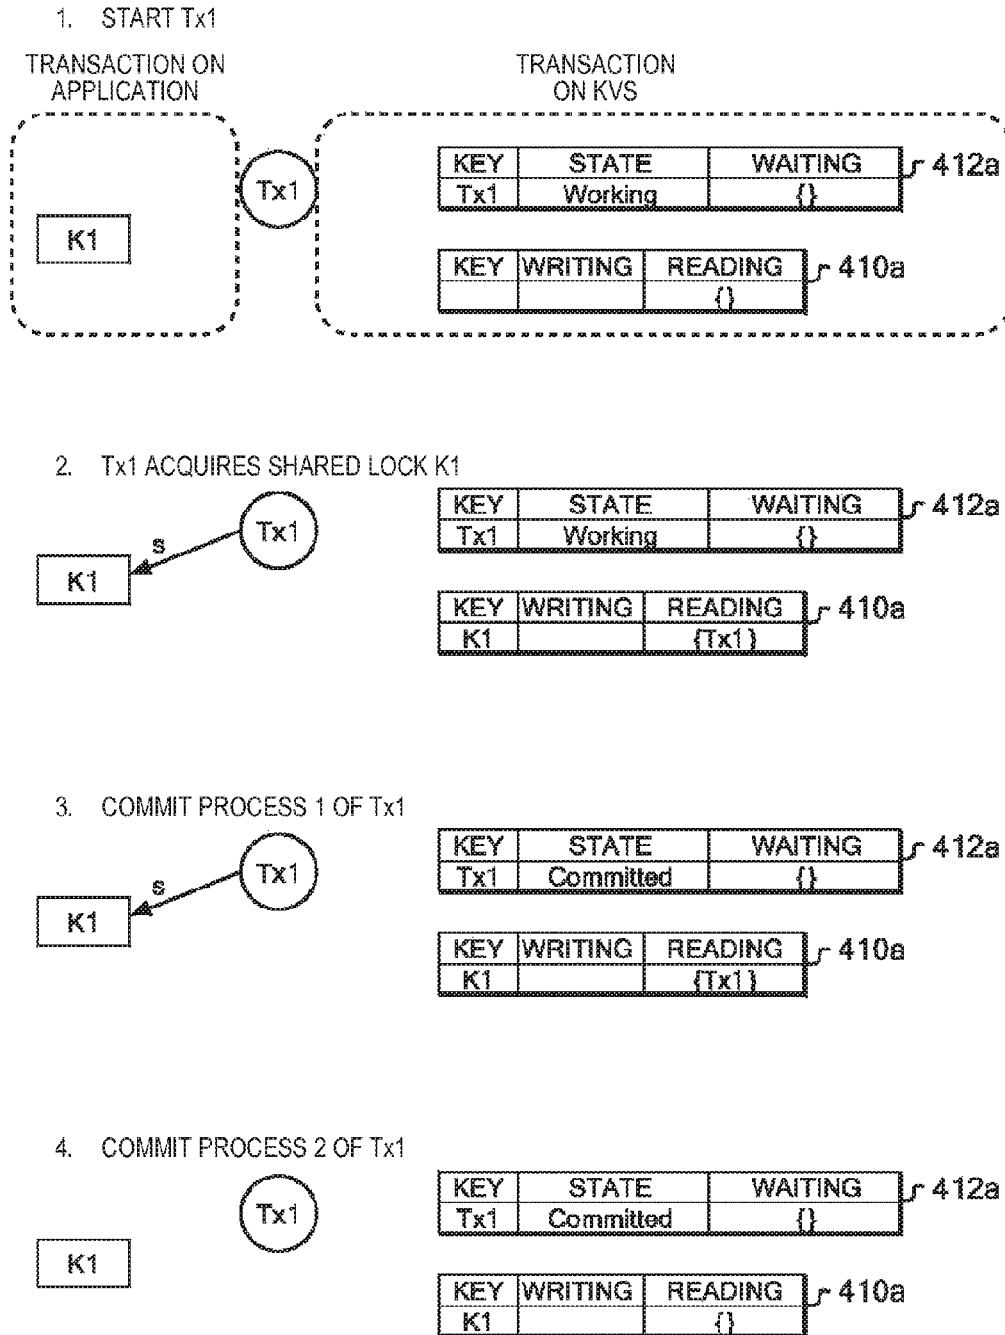 1. START Tx1
TRANSACTION ON
APPLICATION
TRANSACTION
ON KVS
K1
Tx1
KEY STATE WAITING
Tx1 Working {}
412a
KEY WRITING READING
{}
410a
2. Tx1 ACQUIRES SHARED LOCK K1
K1
s
Tx1
KEY STATE WAITING
Tx1 Working {}
412a
KEY WRITING READING
K1 {Tx1}
410a
3. COMMIT PROCESS 1 OF Tx1
K1
s
Tx1
KEY STATE WAITING
Tx1 Committed {}
412a
KEY WRITING READING
K1 {Tx1}
410a
4. COMMIT PROCESS 2 OF Tx1
K1
Tx1
KEY STATE WAITING
Tx1 Committed {}
412a
KEY WRITING READING
K1 {}
410a